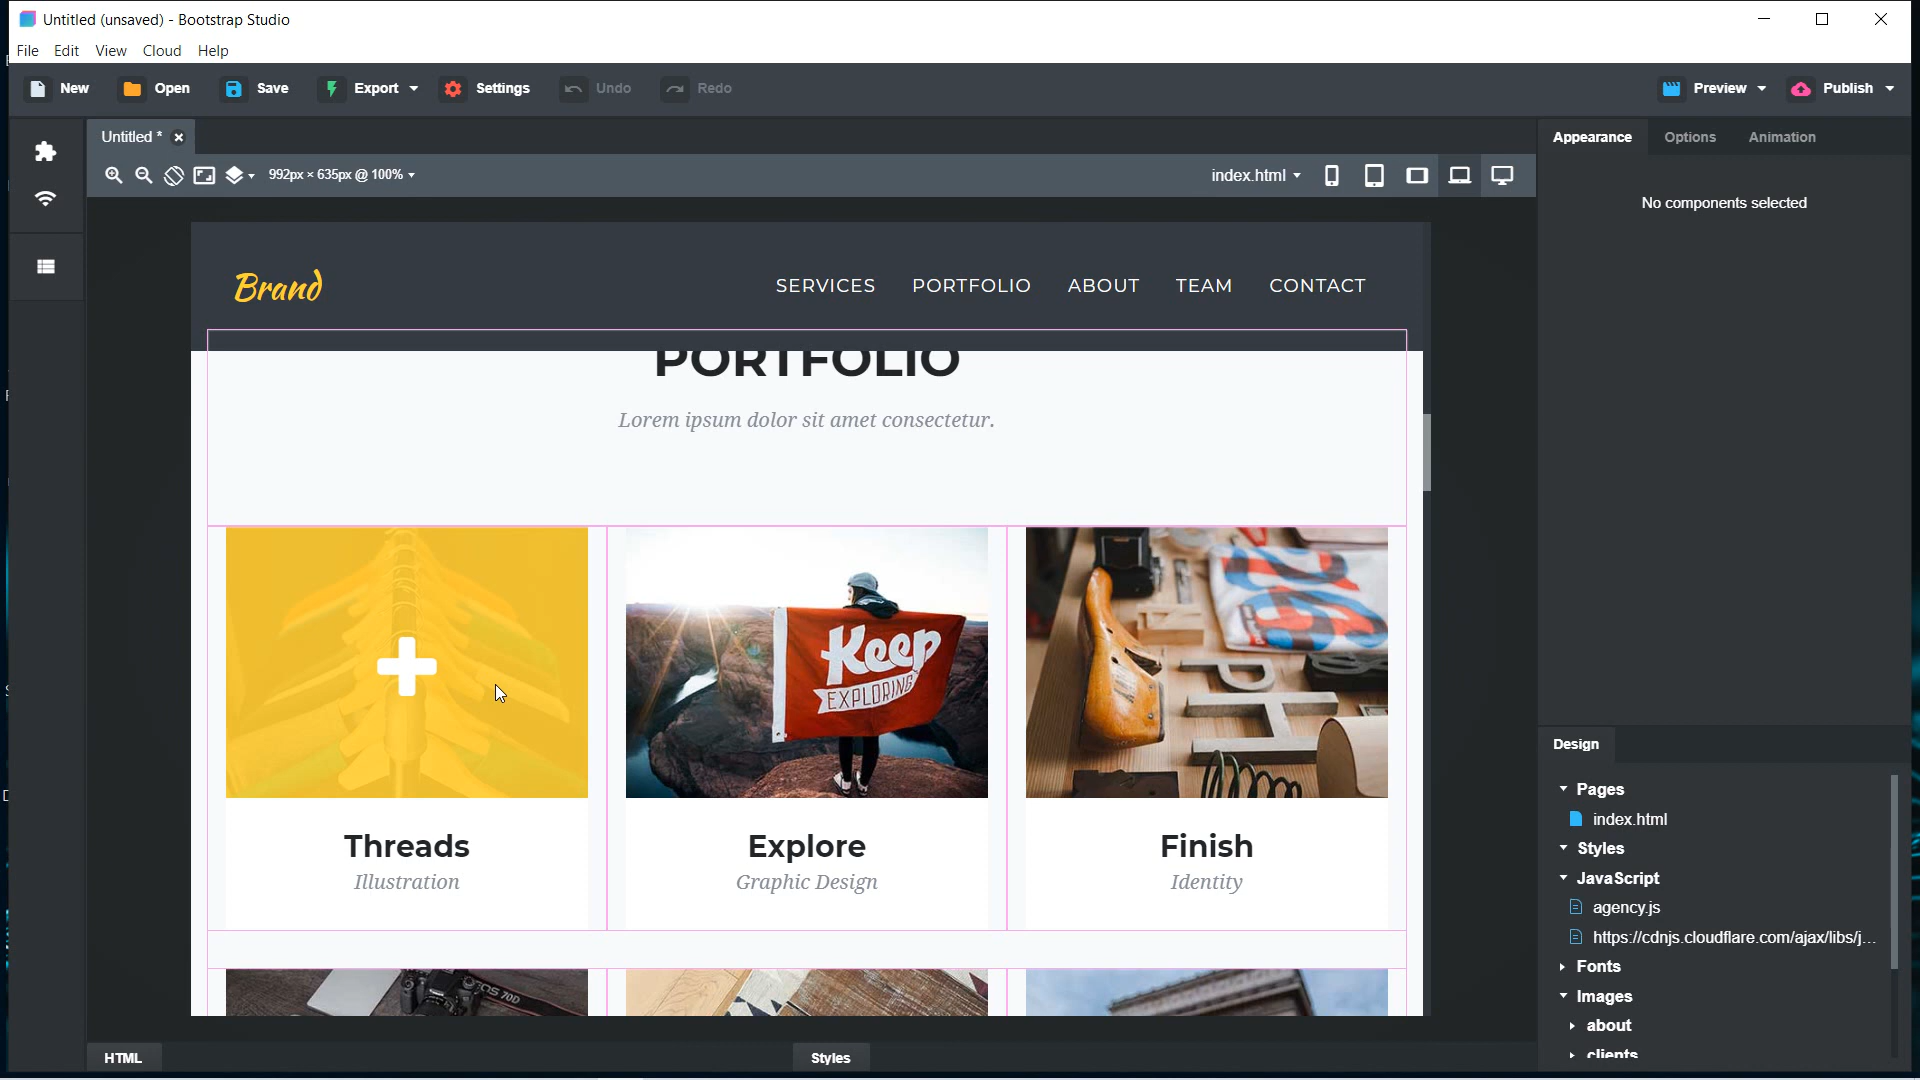 Untitled (unsaved) - Bootstrap Studio
File Edit View Cloud Help
New Open Save Export Settings Undo Redo Preview Publish
Untitled *
Appearance Options Animation
992px × 635px @ 100% index.html
No components selected
Brand SERVICES PORTFOLIO ABOUT TEAM CONTACT
PORTFOLIO
Lorem ipsum dolor sit amet consectetur.
Keep
EXPLORING
Threads Explore Finish
Illustration Graphic Design Identity
EOS 70D
Design
Pages
index.html
Styles
JavaScript
agency.js
https://cdnjs.cloudflare.com/ajax/libs/j...
Fonts
Images
about
clients
HTML Styles